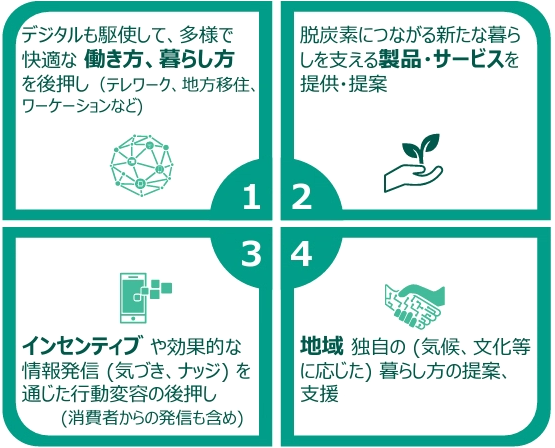 デジタルも駆使して、多様で
快適な 働き方、暮らし方
を後押し（テレワーク、地方移住、
ワーケーションなど)
1
脱炭素につながる新たな暮ら
しを支える製品・サービスを
提供・提案
2
3
インセンティブ や効果的な
情報発信 (気づき、ナッジ) を
通じた行動変容の後押し
(消費者からの発信も含め)
4
地域 独自の (気候、文化等
に応じた) 暮らし方の提案、
支援